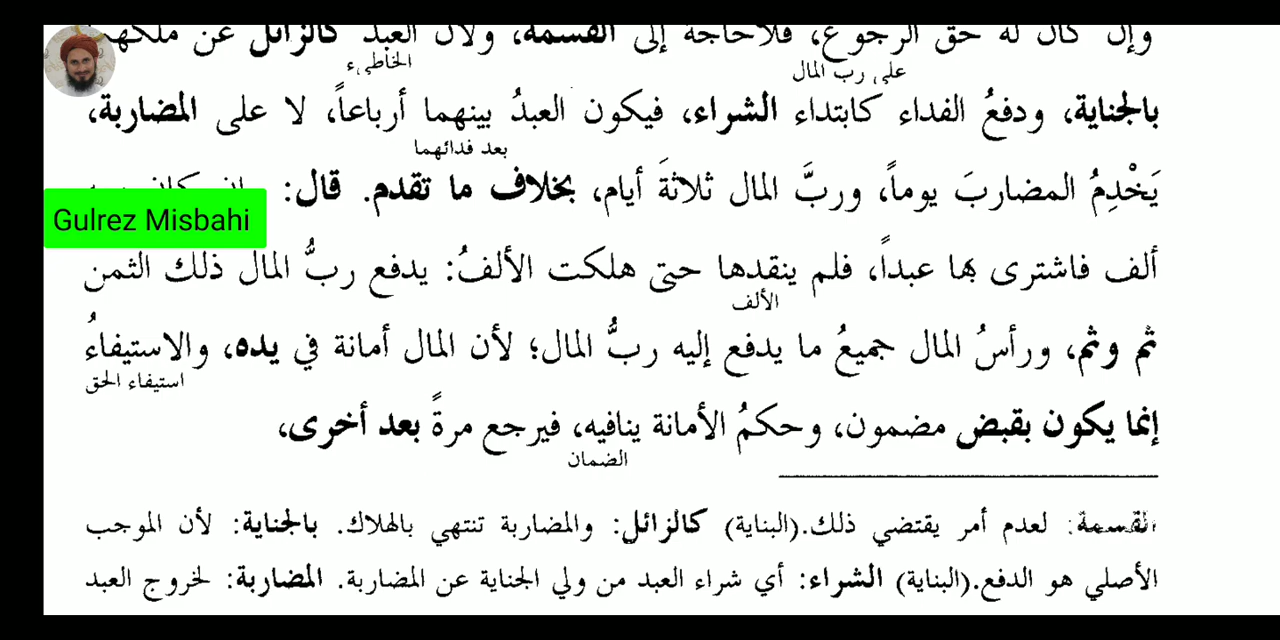 وإن كان له حق الرجوع، فلاحاجة إلى القسمة، ولأن العبد كالزائل عن ملكهما
على رب المال
الخاطيء
بالجناية، ودفعُ الفداء كابتداء الشراء، فيكون العبدُ بينهما أرباعاً، لا على المضاربة،
بعد فدائهما
يَخْدِمُ المضاربَ يوماً، وربَّ المال ثلاثةَ أيام، بخلاف ما تقدم. قال:
Gulrez Misbahi
ألف فاشترى بها عبداً، فلم ينقدها حتى هلكت الألفُ: يدفع ربُّ المال ذلك الثمن
الألف
ثم وثم، ورأسُ المال جميعُ ما يدفع إليه ربُّ المال؛ لأن المال أمانة في يده، والاستيفاءُ
استيفاء الحق
إنما يكون بقبض مضمون، وحكمُ الأمانة ينافيه، فيرجع مرةً بعد أخرى،
الضمان
القسمة: لعدم أمر يقتضي ذلك.(البناية) كالزائل: والمضاربة تنتهي بالهلاك. بالجناية: لأن الموجب
الأصلي هو الدفع.(البناية) الشراء: أي شراء العبد من ولي الجناية عن المضاربة. المضاربة: لخروج العبد